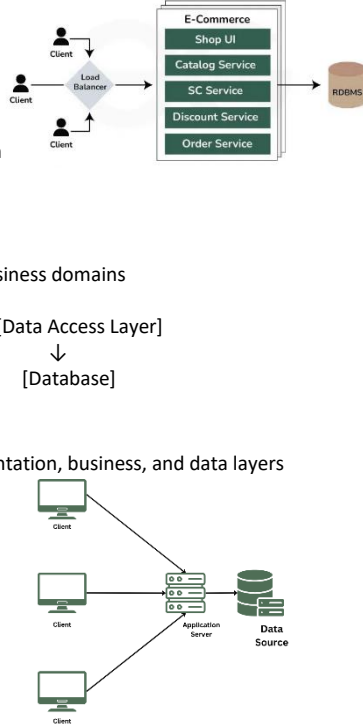 E-Commerce
Shop UI
Client
Catalog Service
Load
Balancer
SC Service
Client
RDBMS
Discount Service
Client
Order Service
siness domains
[Data Access Layer]
↓
[Database]
ntation, business, and data layers
Client
Client
Application
Server
Data
Source
Client